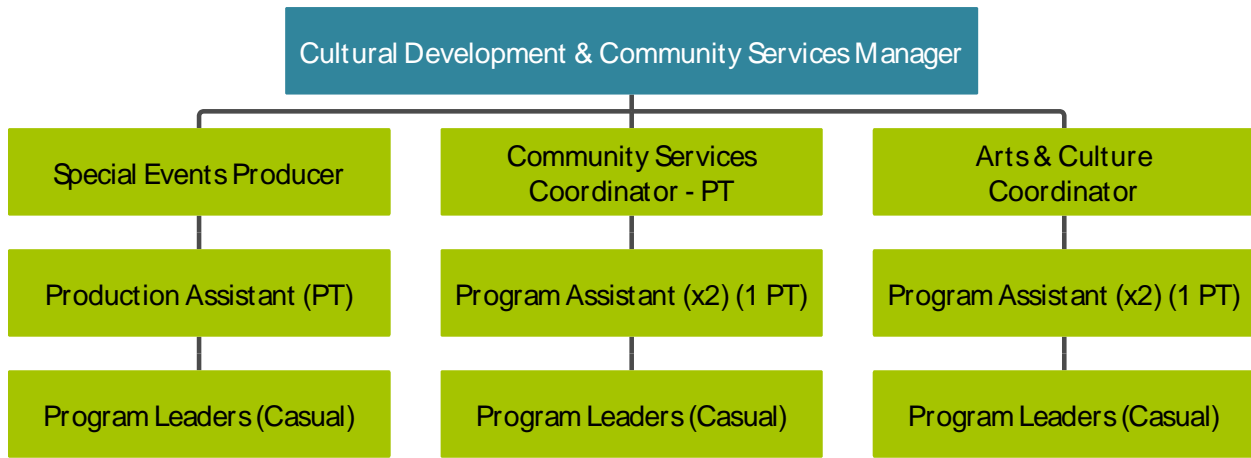 Cultural Development & Community Services Manager
Special Events Producer
Community Services
Coordinator - PT
Arts & Culture
Coordinator
Production Assistant (PT)
Program Assistant (x2) (1 PT)
Program Assistant (x2) (1 PT)
Program Leaders (Casual)
Program Leaders (Casual)
Program Leaders (Casual)